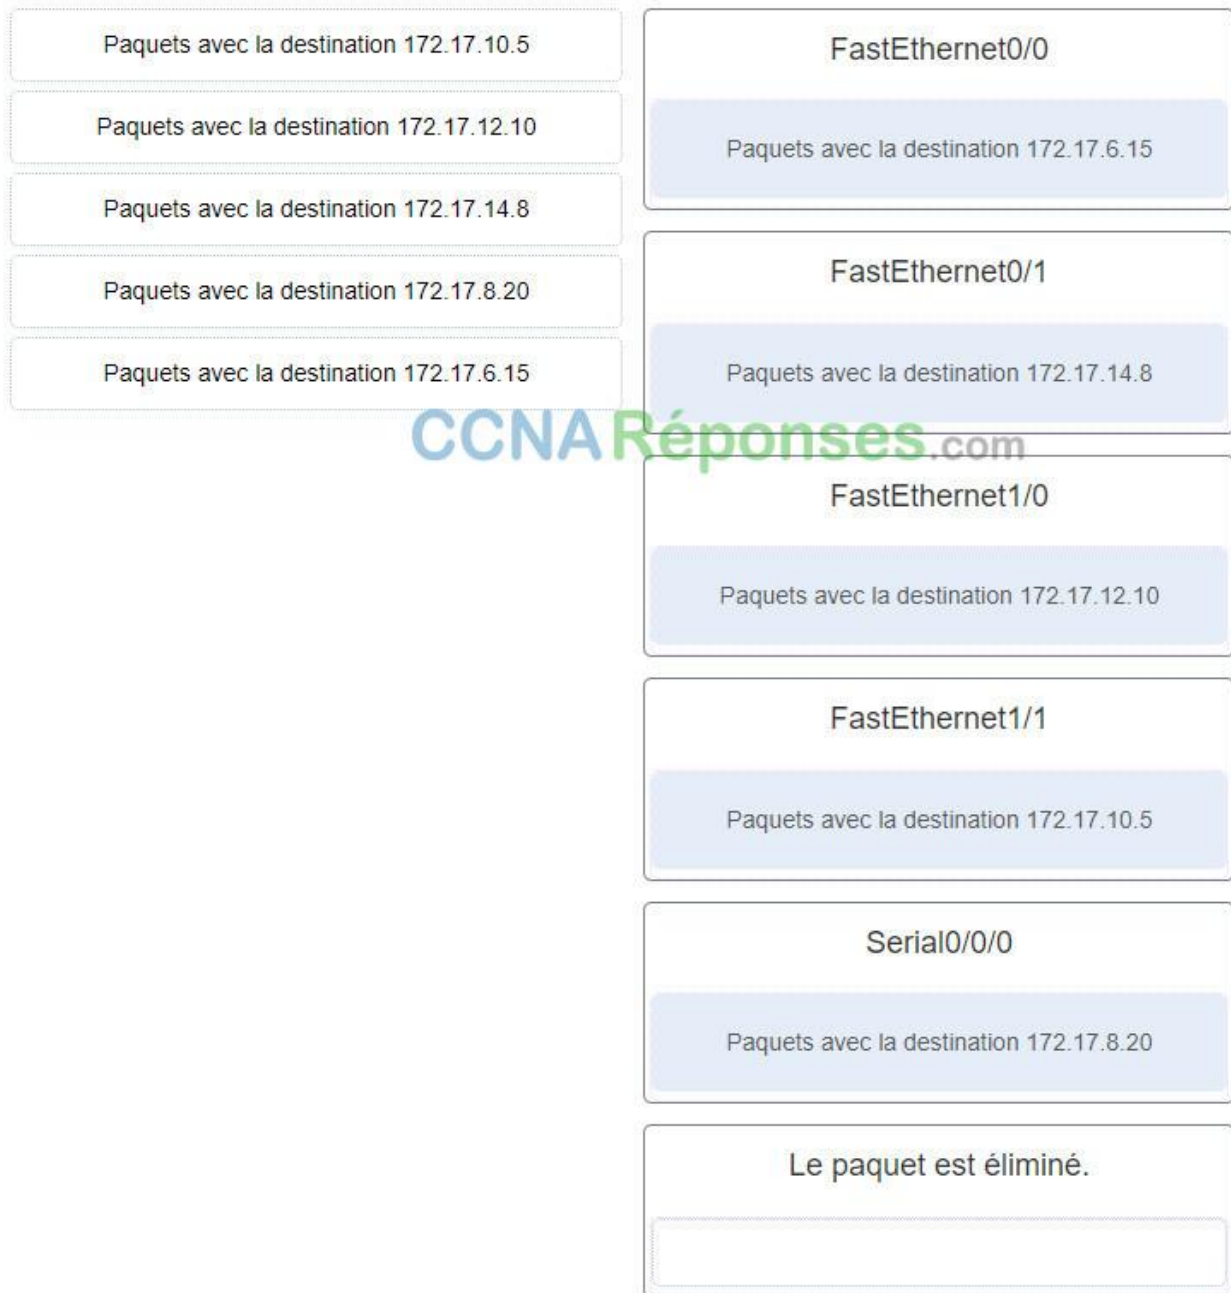 Paquets avec la destination 172.17.10.5
Paquets avec la destination 172.17.12.10
Paquets avec la destination 172.17.14.8
Paquets avec la destination 172.17.8.20
Paquets avec la destination 172.17.6.15
FastEthernet0/0
Paquets avec la destination 172.17.6.15
FastEthernet0/1
Paquets avec la destination 172.17.14.8
CCNARéponses.com
FastEthernet1/0
Paquets avec la destination 172.17.12.10
FastEthernet1/1
Paquets avec la destination 172.17.10.5
Serial0/0/0
Paquets avec la destination 172.17.8.20
Le paquet est éliminé.